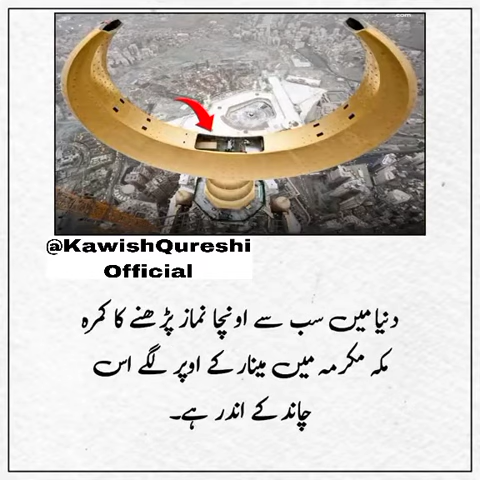 .com
@KawishQureshi
Official
دنیا میں سب سے اونچا نماز پڑھنے کا کمرہ
مکہ مکرمہ میں مینار کے اوپر لگے اس
چاند کے اندر ہے۔